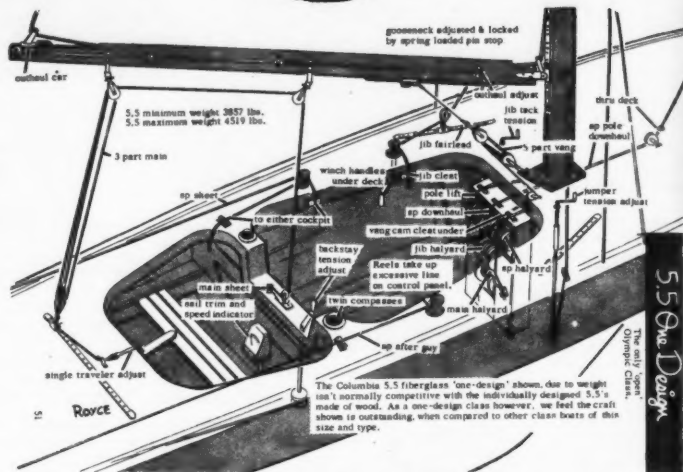 gooseneck adjusted & locked
by spring loaded pin stop
outhaul car
5.5 minimum weight 3857 lbs.
5.5 maximum weight 4519 lbs.
outhaul adjust
jib tack
tension
thru deck
sp pole
downhaul
3 part main
jib fairlead
5 part vang
winch handles
under deck
jib cleat
sp sheet
pole lift
jumper
tension adjust
sp downhaul
to either cockpit
vang cam cleat under
backstay
tension
adjust
jib halyard
Reels take up
excessive line
on control panel.
sp halyard
main sheet
main halyard
sail trim and
speed indicator
twin compasses
single traveler adjust
sp after guy
The Columbia 5.5 fiberglass 'one-design' shown, due to weight
isn't normally competitive with the individually designed 5.5's
made of wood. As a one-design class however, we feel the craft
shown is outstanding, when compared to other class boats of this
size and type.
ROYCE
51
5.5 One Design
The only 'open'
Olympic Class.